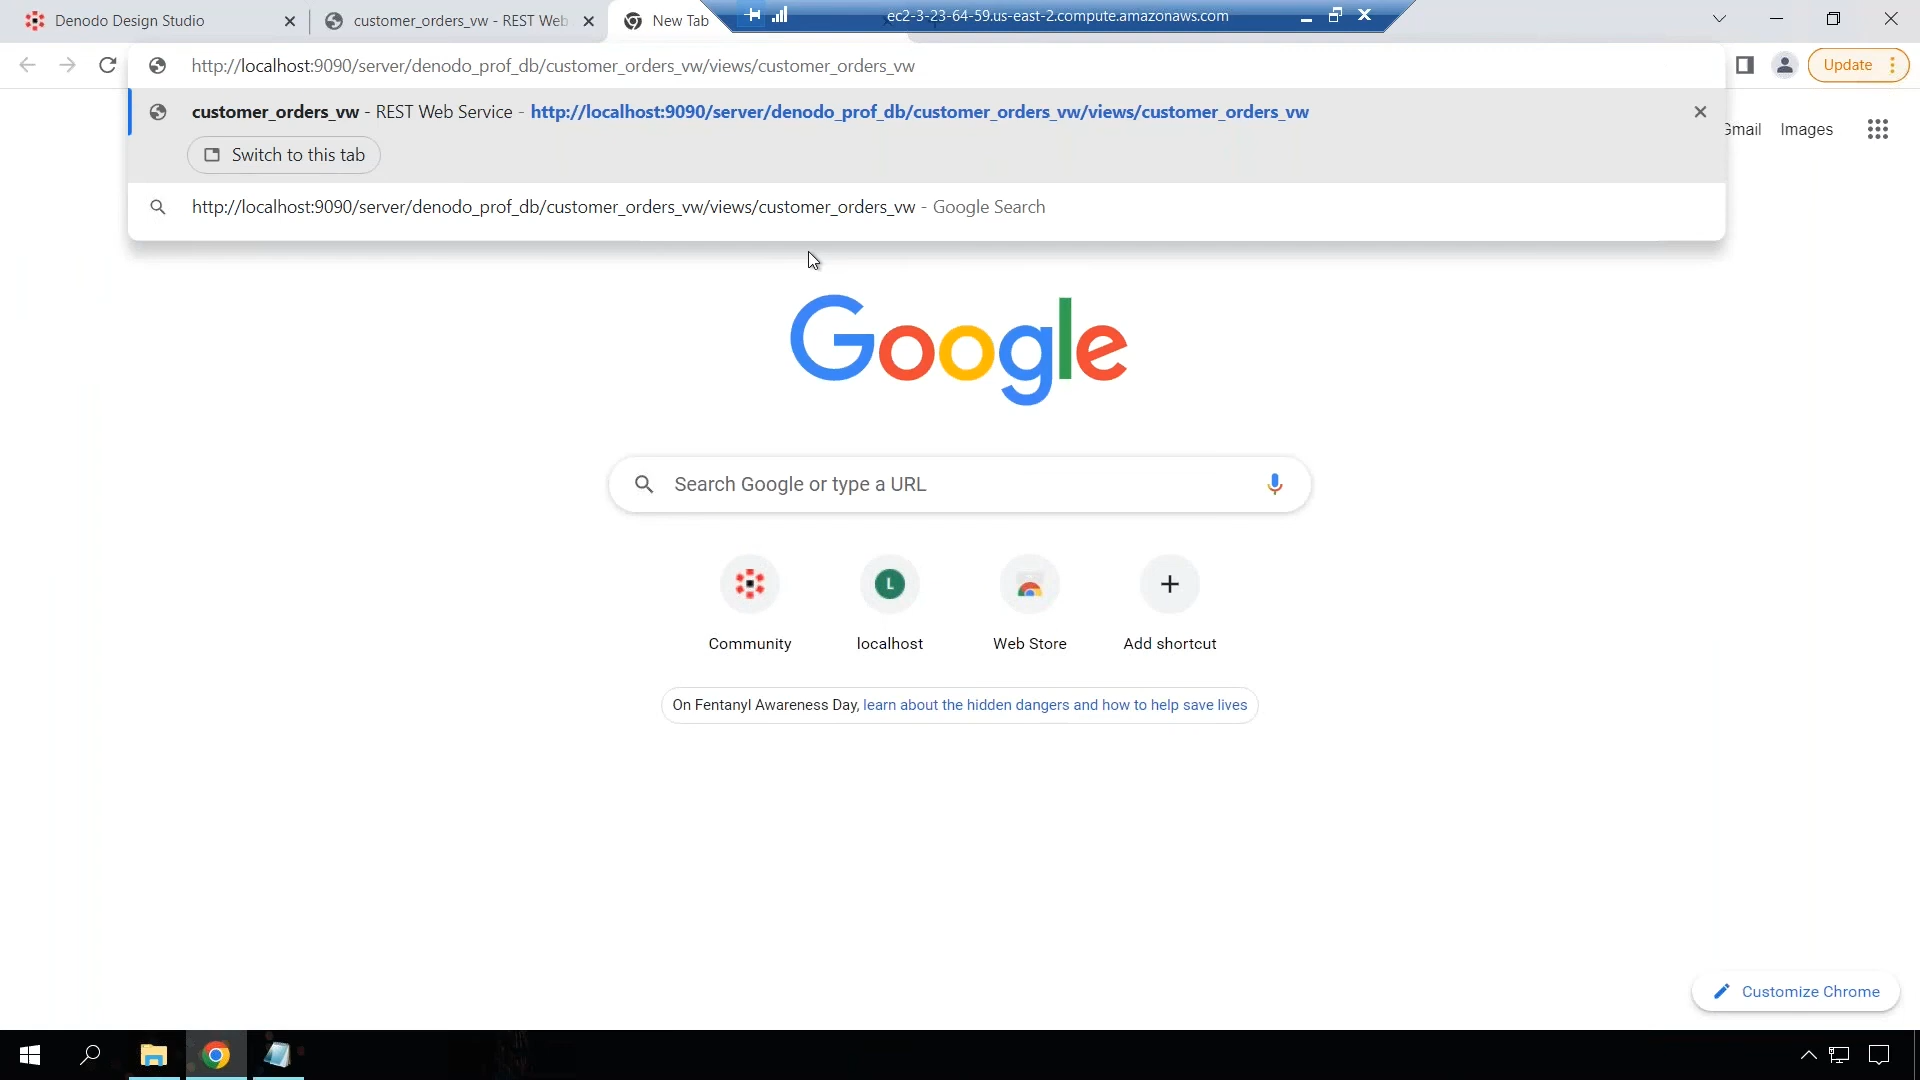 Denodo Design Studio
customer_orders_vw - REST Web
New Tab
ec2-3-23-64-59.us-east-2.compute.amazonaws.com
http://localhost:9090/server/denodo_prof_db/customer_orders_vw/views/customer_orders_vw
Update
customer_orders_vw - REST Web Service - http://localhost:9090/server/denodo_prof_db/customer_orders_vw/views/customer_orders_vw
Switch to this tab
Gmail
Images
http://localhost:9090/server/denodo_prof_db/customer_orders_vw/views/customer_orders_vw - Google Search
Google
Search Google or type a URL
L
Community
localhost
Web Store
Add shortcut
On Fentanyl Awareness Day, learn about the hidden dangers and how to help save lives
Customize Chrome